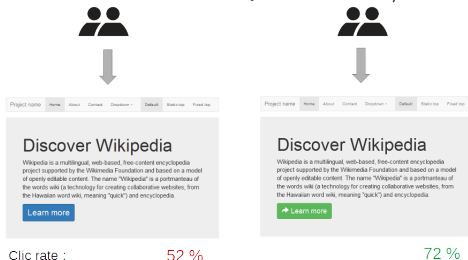 Project name Home About Contact Dropdown Default Static top Fixed top
Discover Wikipedia
Wikipedia is a multilingual, web-based, free-content encyclopedia
project supported by the Wikimedia Foundation and based on a model
of openly editable content. The name "Wikipedia" is a portmanteau of
the words wiki (a technology for creating collaborative websites, from
the Hawaiian word wiki, meaning "quick") and encyclopedia.
Learn more
Clic rate :
52 %
Project name Home About Contact Dropdown Default Static top Fixed top
Discover Wikipedia
Wikipedia is a multilingual, web-based, free-content encyclopedia
project supported by the Wikimedia Foundation and based on a model
of openly editable content. The name "Wikipedia" is a portmanteau of
the words wiki (a technology for creating collaborative websites, from
the Hawaiian word wiki, meaning "quick") and encyclopedia.
Learn more
72 %